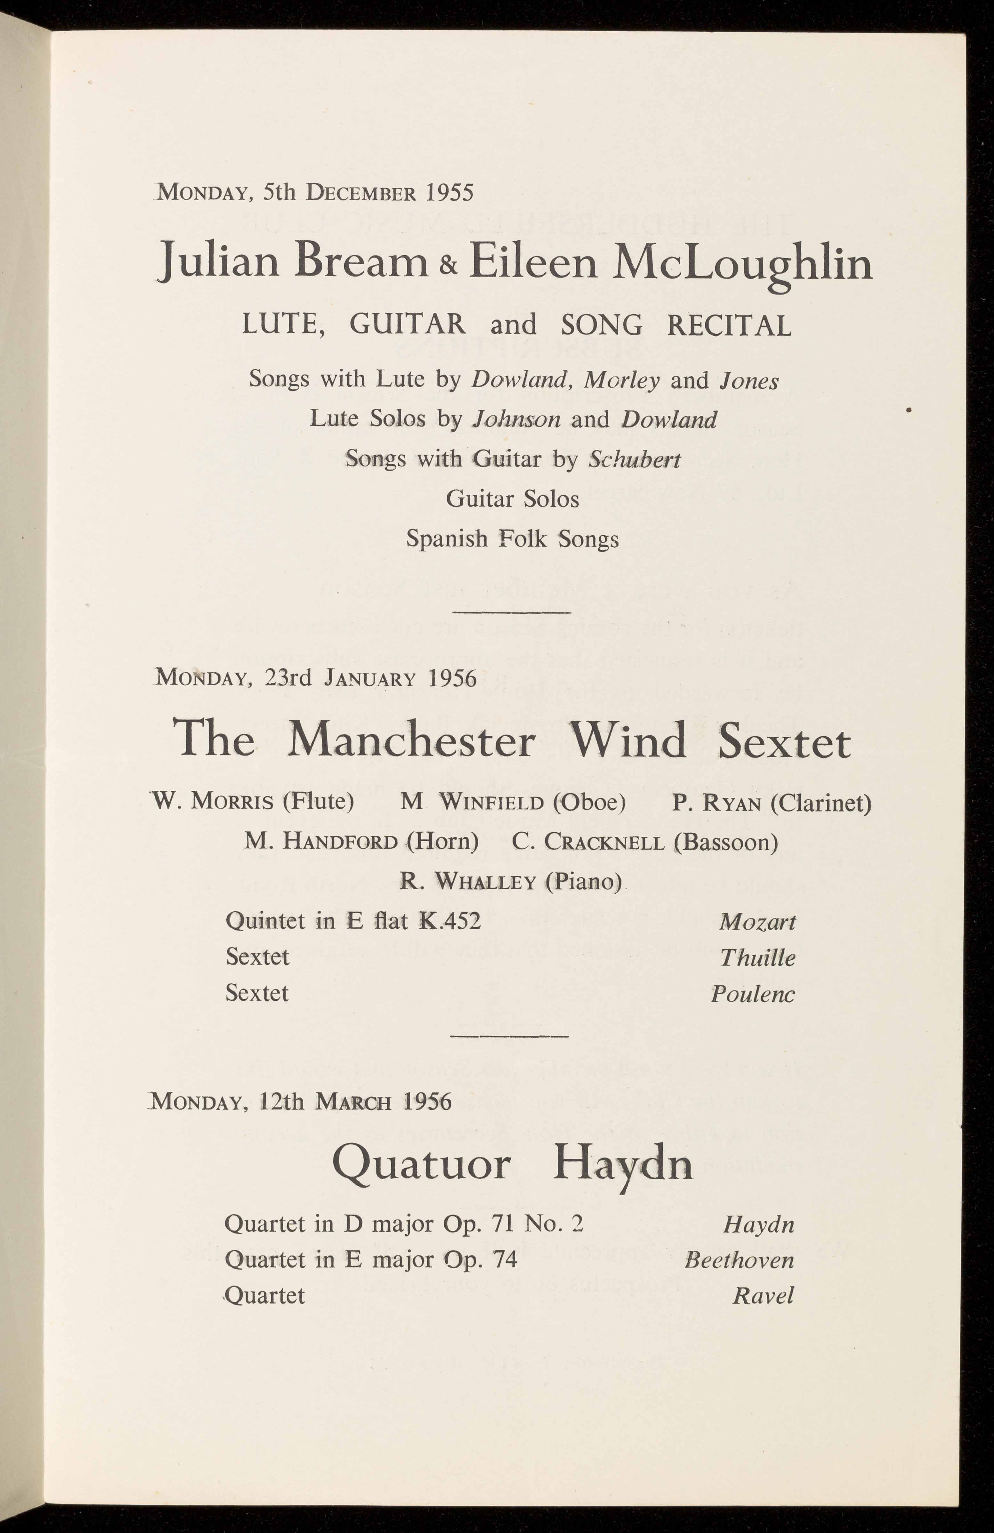 MONDAY, 5th DECEMBER 1955
Julian Bream & Eileen McLoughlin
LUTE, GUITAR and SONG RECITAL
Songs with Lute by Dowland, Morley and Jones
Lute Solos by Johnson and Dowland
Songs with Guitar by Schubert
Guitar Solos
Spanish Folk Songs
MONDAY, 23rd JANUARY 1956
The Manchester Wind Sextet
W. MORRIS (Flute) M WINFIELD (Oboe) P. RYAN (Clarinet)
M. HANDFORD (Horn) C. CRACKNELL (Bassoon)
R. WHALLEY (Piano)
Quintet in E flat K.452 Mozart
Sextet Thuille
Sextet Poulenc
MONDAY, 12th MARCH 1956
Quatuor Haydn
Quartet in D major Op. 71 No. 2 Haydn
Quartet in E major Op. 74 Beethoven
Quartet Ravel